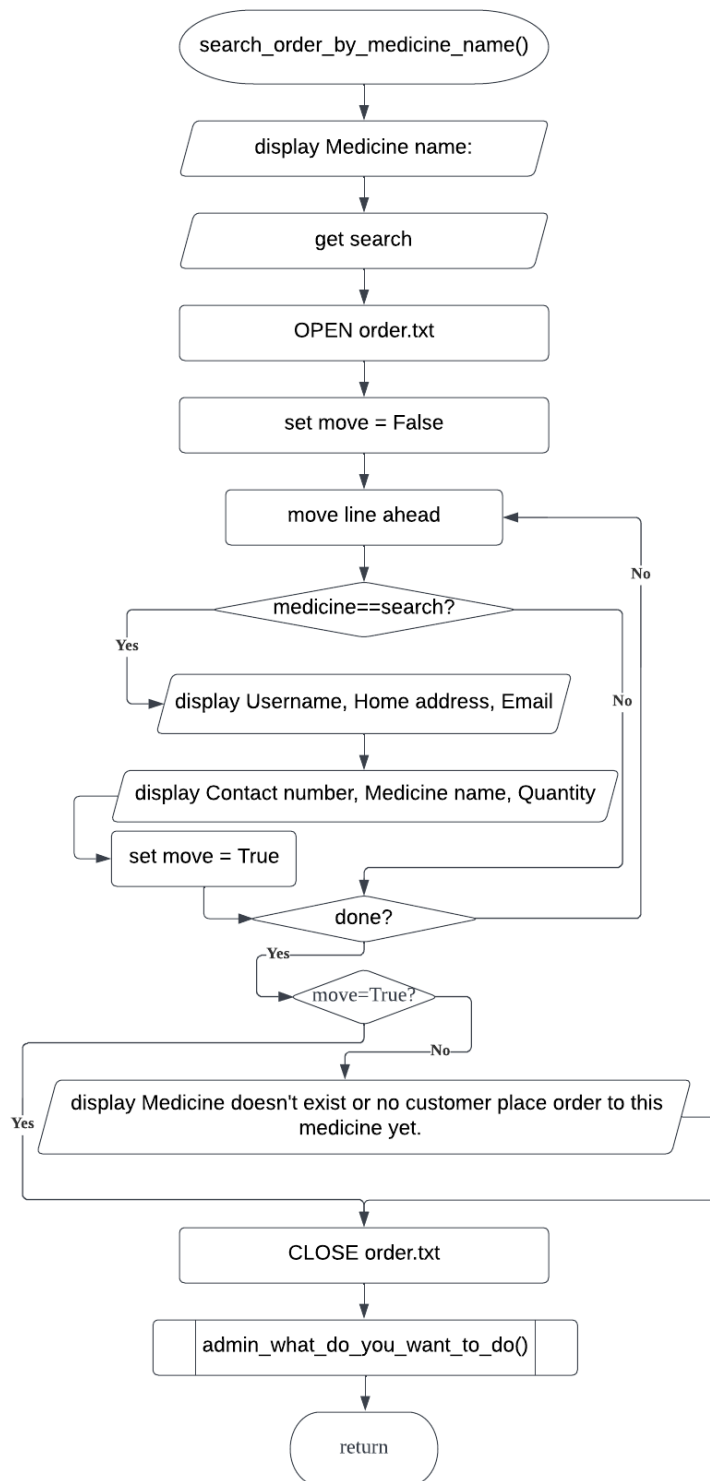 search_order_by_medicine_name()
display Medicine name:
get search
OPEN order.txt
set move = False
move line ahead
No
medicine==search?
Yes
display Username, Home address, Email
No
display Contact number, Medicine name, Quantity
set move = True
done?
Yes
move=True?
No
display Medicine doesn't exist or no customer place order to this
medicine yet.
Yes
CLOSE order.txt
admin_what_do_you_want_to_do()
return